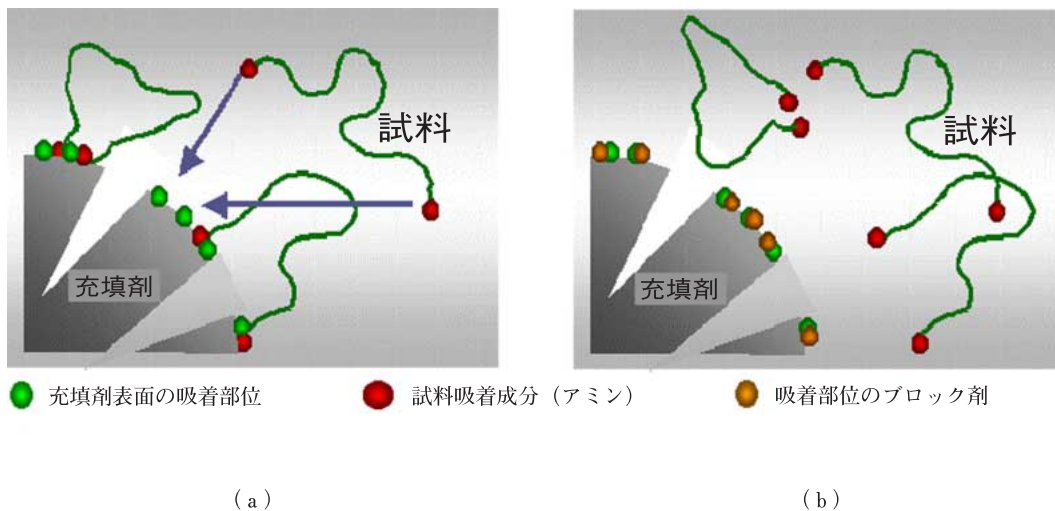 試料
試料
充填剤
充填剤
充填剤表面の吸着部位
試料吸着成分（アミン）
吸着部位のブロック剤
（a）
（b）